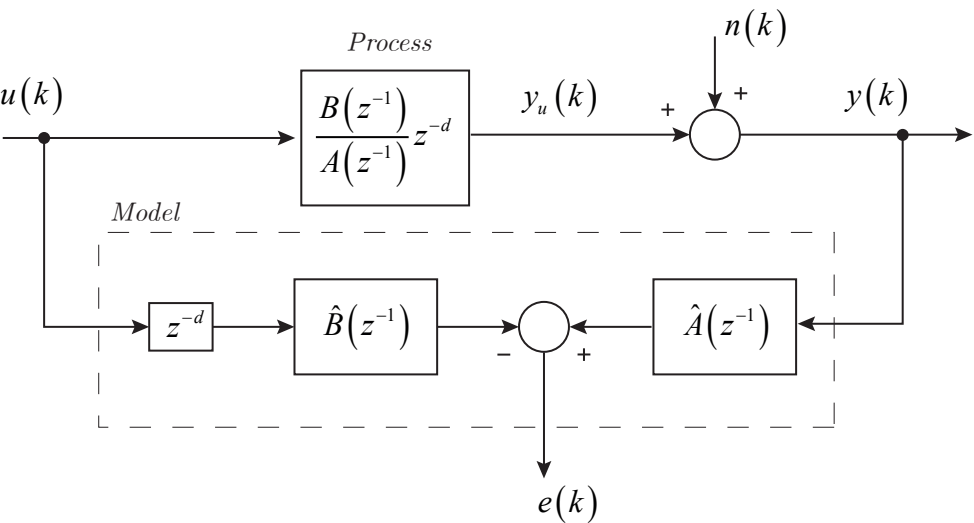 Process
n(k)
u(k)
B(z⁻¹)
A(z⁻¹)
z⁻ᵈ
y_u(k)
+
+
y(k)
Model
z⁻ᵈ
B̂(z⁻¹)
−
+
Â(z⁻¹)
e(k)